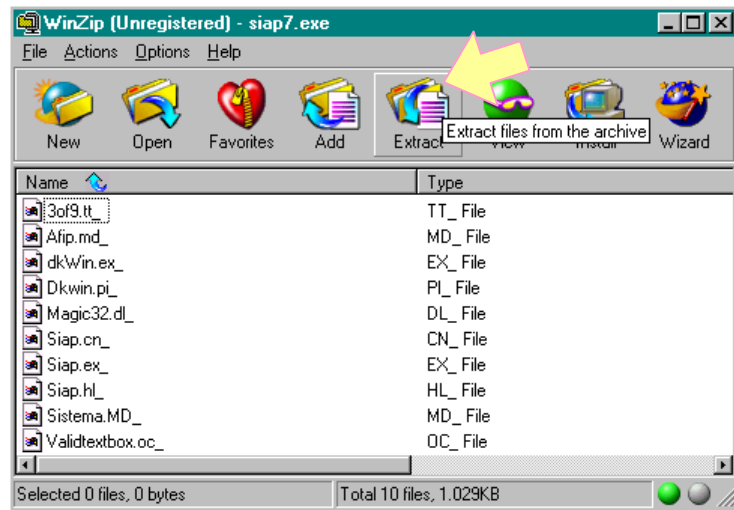 WinZip (Unregistered) - siap7.exe
File Actions Options Help
New Open Favorites Add Extract View Install Wizard
Extract files from the archive
Name Type
3of9.tt_ TT_ File
Afip.md_ MD_ File
dkWin.ex_ EX_ File
Dkwin.pi_ PI_ File
Magic32.dl_ DL_ File
Siap.cn_ CN_ File
Siap.ex_ EX_ File
Siap.hl_ HL_ File
Sistema.MD_ MD_ File
Validtextbox.oc_ OC_ File
Selected 0 files, 0 bytes Total 10 files, 1.029KB